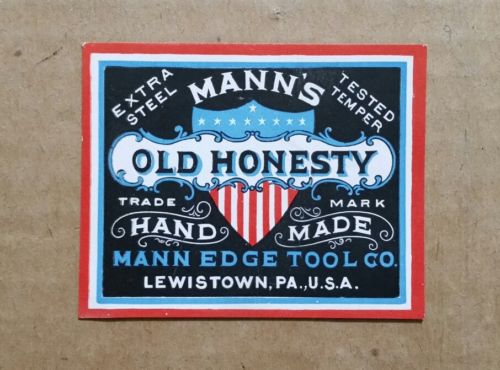 EXTRA STEEL
MANN'S
TESTED TEMPER
OLD HONESTY
TRADE MARK
HAND MADE
MANN EDGE TOOL CO.
LEWISTOWN, PA., U.S.A.